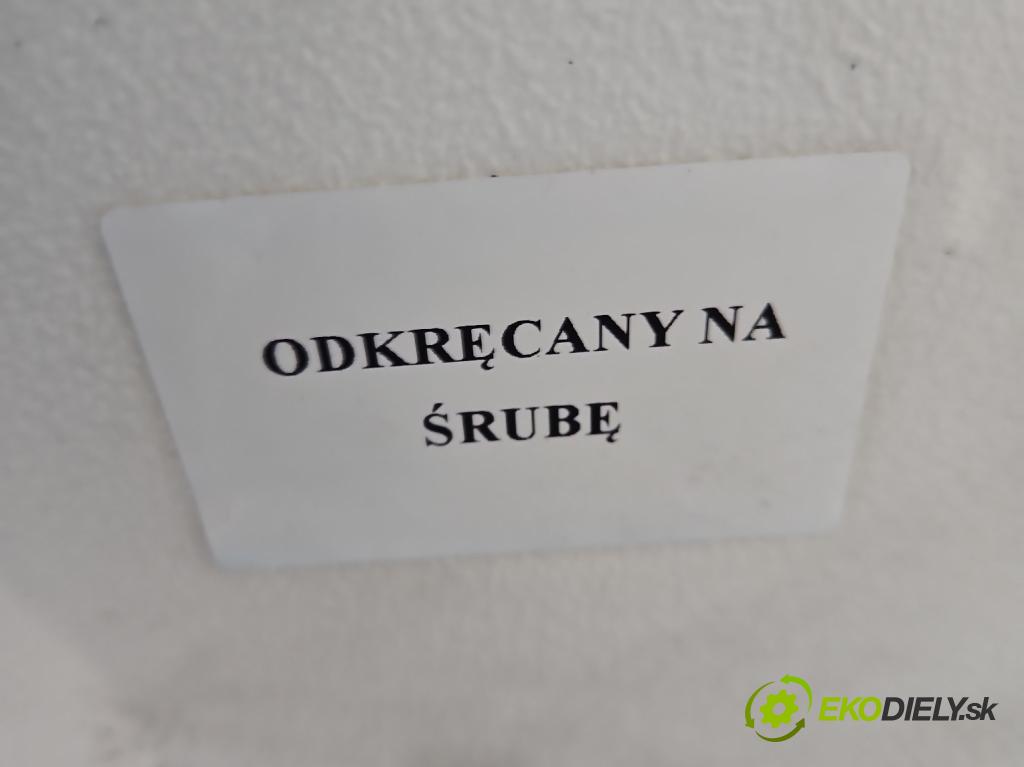 ODKRĘCANY NA
ŚRUBĘ
EKODIELY.sk